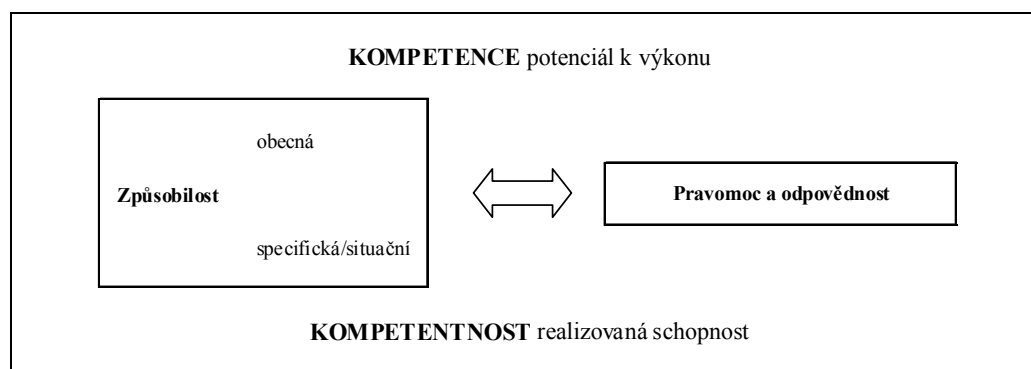 KOMPETENCE potenciál k výkonu
obecná
Způsobilost
specifická/situační
Pravomoc a odpovědnost
KOMPETENTNOST realizovaná schopnost